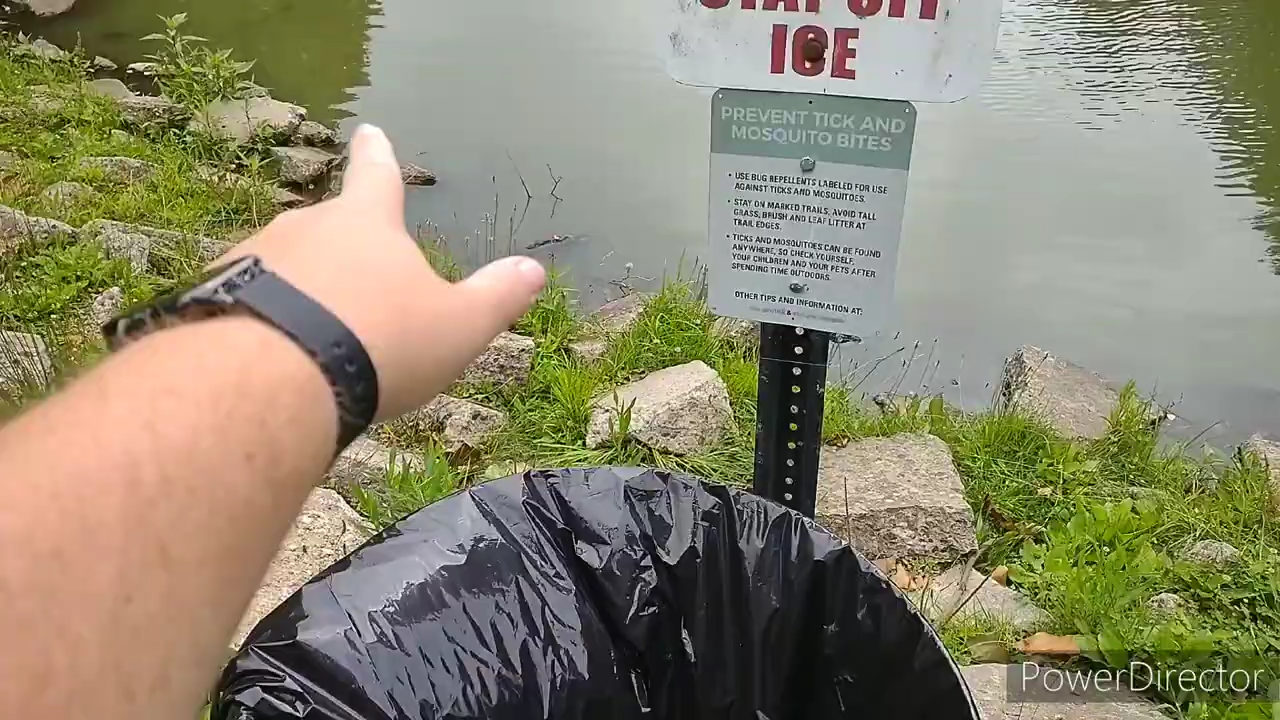 STAY OFF
ICE
PREVENT TICK AND
MOSQUITO BITES
• USE BUG REPELLENTS LABELED FOR USE
AGAINST TICKS AND MOSQUITOES.
• STAY ON MARKED TRAILS, AVOID TALL
GRASS, BRUSH AND LEAF LITTER AT
TRAIL EDGES.
• TICKS AND MOSQUITOES CAN BE FOUND
ANYWHERE, SO CHECK YOURSELF,
YOUR CHILDREN AND YOUR PETS AFTER
SPENDING TIME OUTDOORS.
OTHER TIPS AND INFORMATION AT:
PowerDirector